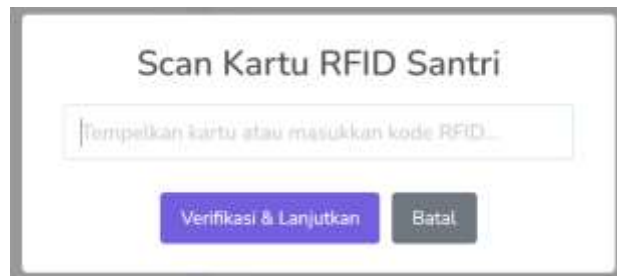 Scan Kartu RFID Santri
Tempelkan kartu atau masukkan kode RFID...
Verifikasi & Lanjutkan Batal